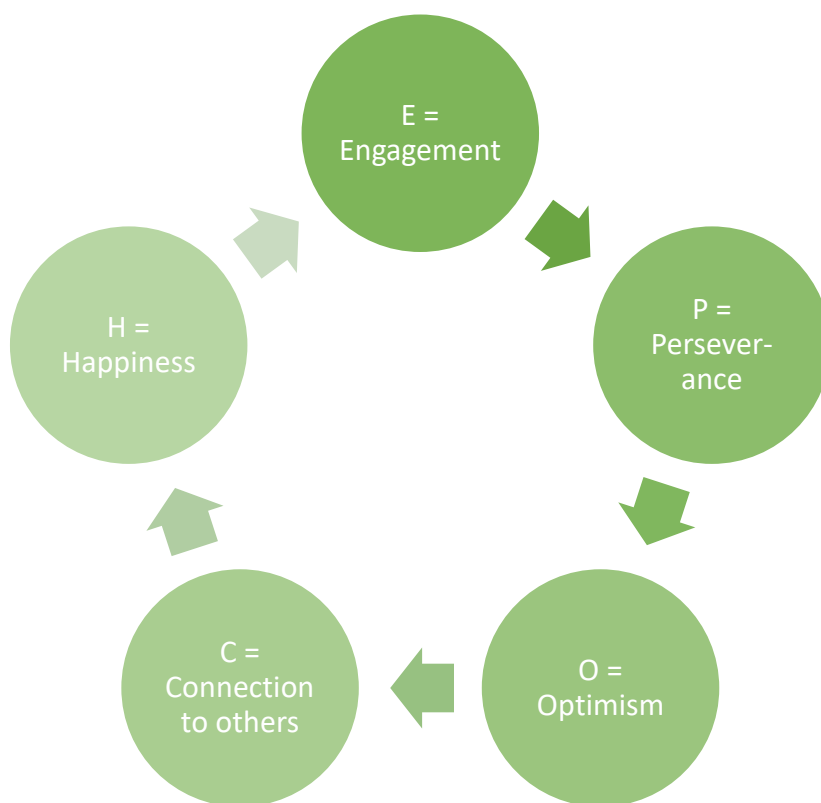 E =
Engagement
P =
Persever-
ance
O =
Optimism
C =
Connection
to others
H =
Happiness